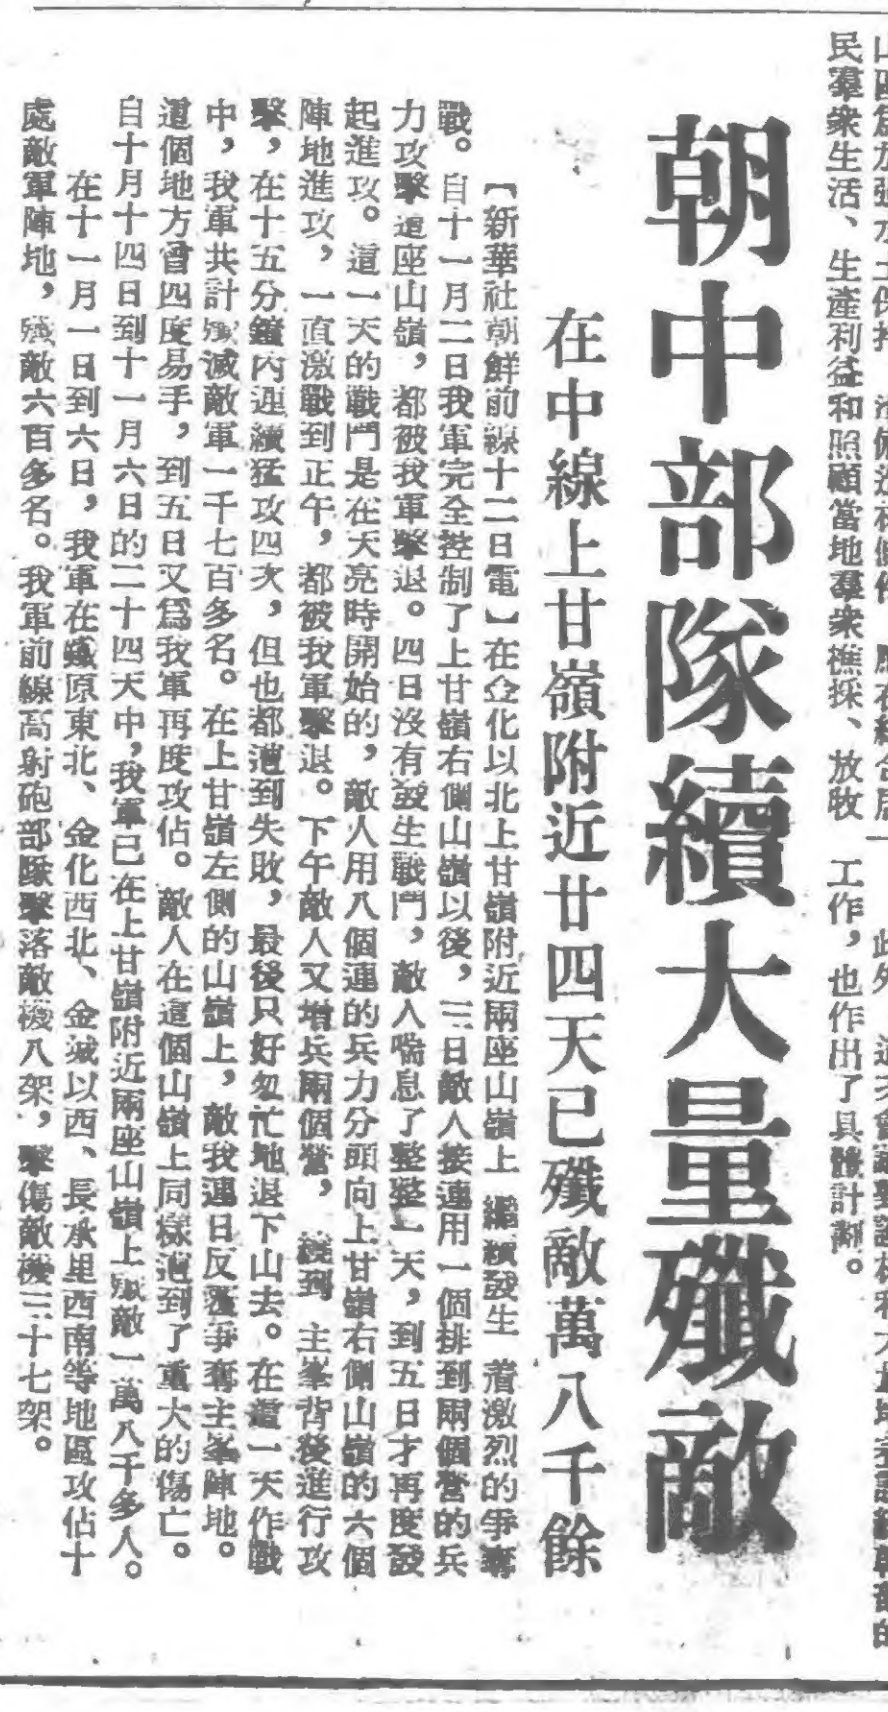 民羣衆生活、生產利益和照顧當地羣衆樵採、放牧
工作，也作出了具體計劃。
朝中部隊續大量殲敵
在中線上甘嶺附近廿四天已殲敵萬八千餘
【新華社朝鮮前線十二日電】在金化以北上甘嶺附近兩座山嶺上繼續發生着激烈的爭奪
戰。自十一月二日我軍完全控制了上甘嶺右側山嶺以後，三日敵人接連用一個排到兩個營的兵
力攻擊這座山嶺，都被我軍擊退。四日沒有發生戰鬥，敵人喘息了整整一天，到五日才再度發
起進攻。這一天的戰鬥是在天亮時開始的，敵人用八個連的兵力分頭向上甘嶺右側山嶺的六個
陣地進攻，一直激戰到正午，都被我軍擊退。下午敵人又增兵兩個營，繞到主峯背後進行攻
擊，在十五分鐘內連續猛攻四次，但也都遭到失敗，最後只好匆忙地退下山去。在這一天作戰
中，我軍共計殲滅敵軍一千七百多名。在上甘嶺左側的山嶺上，敵我連日反覆爭奪主峯陣地。
這個地方曾四度易手，到五日又爲我軍再度攻佔。敵人在這個山嶺上同樣遭到了重大的傷亡。
自十月十四日到十一月六日的二十四天中，我軍已在上甘嶺附近兩座山嶺上殲敵一萬八千多人。
在十一月一日到六日，我軍在鐵原東北、金化西北、金城以西、長承里西南等地區攻佔十
處敵軍陣地，殲敵六百多名。我軍前線高射砲部隊擊落敵機八架，擊傷敵機三十七架。